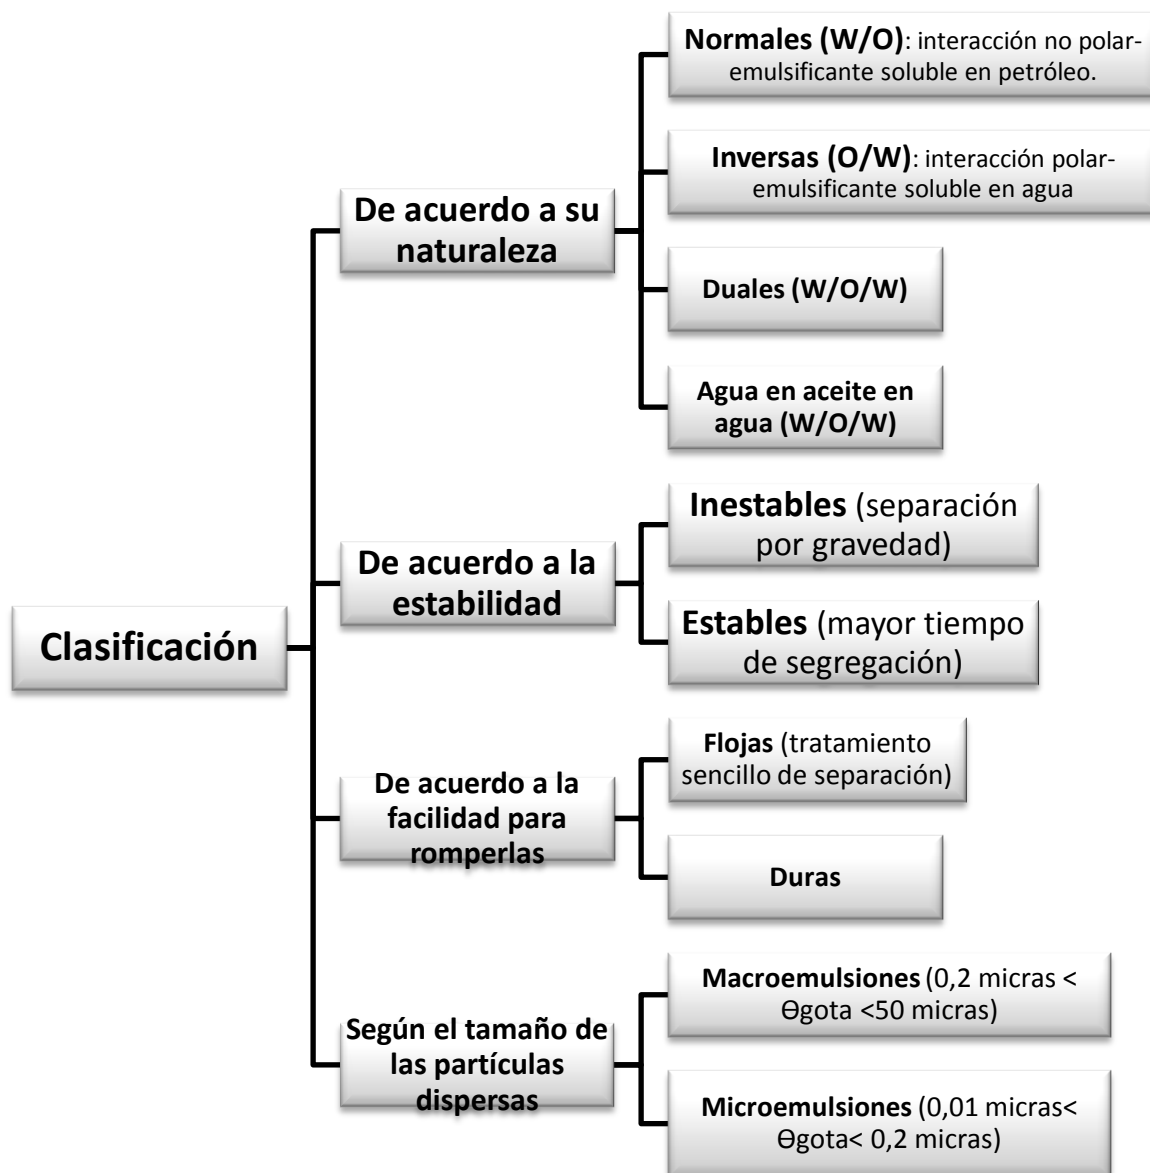 Clasificación
De acuerdo a su
naturaleza
Normales (W/O): interacción no polar-
emulsificante soluble en petróleo.
Inversas (O/W): interacción polar-
emulsificante soluble en agua
Duales (W/O/W)
Agua en aceite en
agua (W/O/W)
De acuerdo a la
estabilidad
Inestables (separación
por gravedad)
Estables (mayor tiempo
de segregación)
De acuerdo a la
facilidad para
romperlas
Flojas (tratamiento
sencillo de separación)
Duras
Según el tamaño de
las partículas
dispersas
Macroemulsiones (0,2 micras <
Ɵgota <50 micras)
Microemulsiones (0,01 micras<
Ɵgota< 0,2 micras)